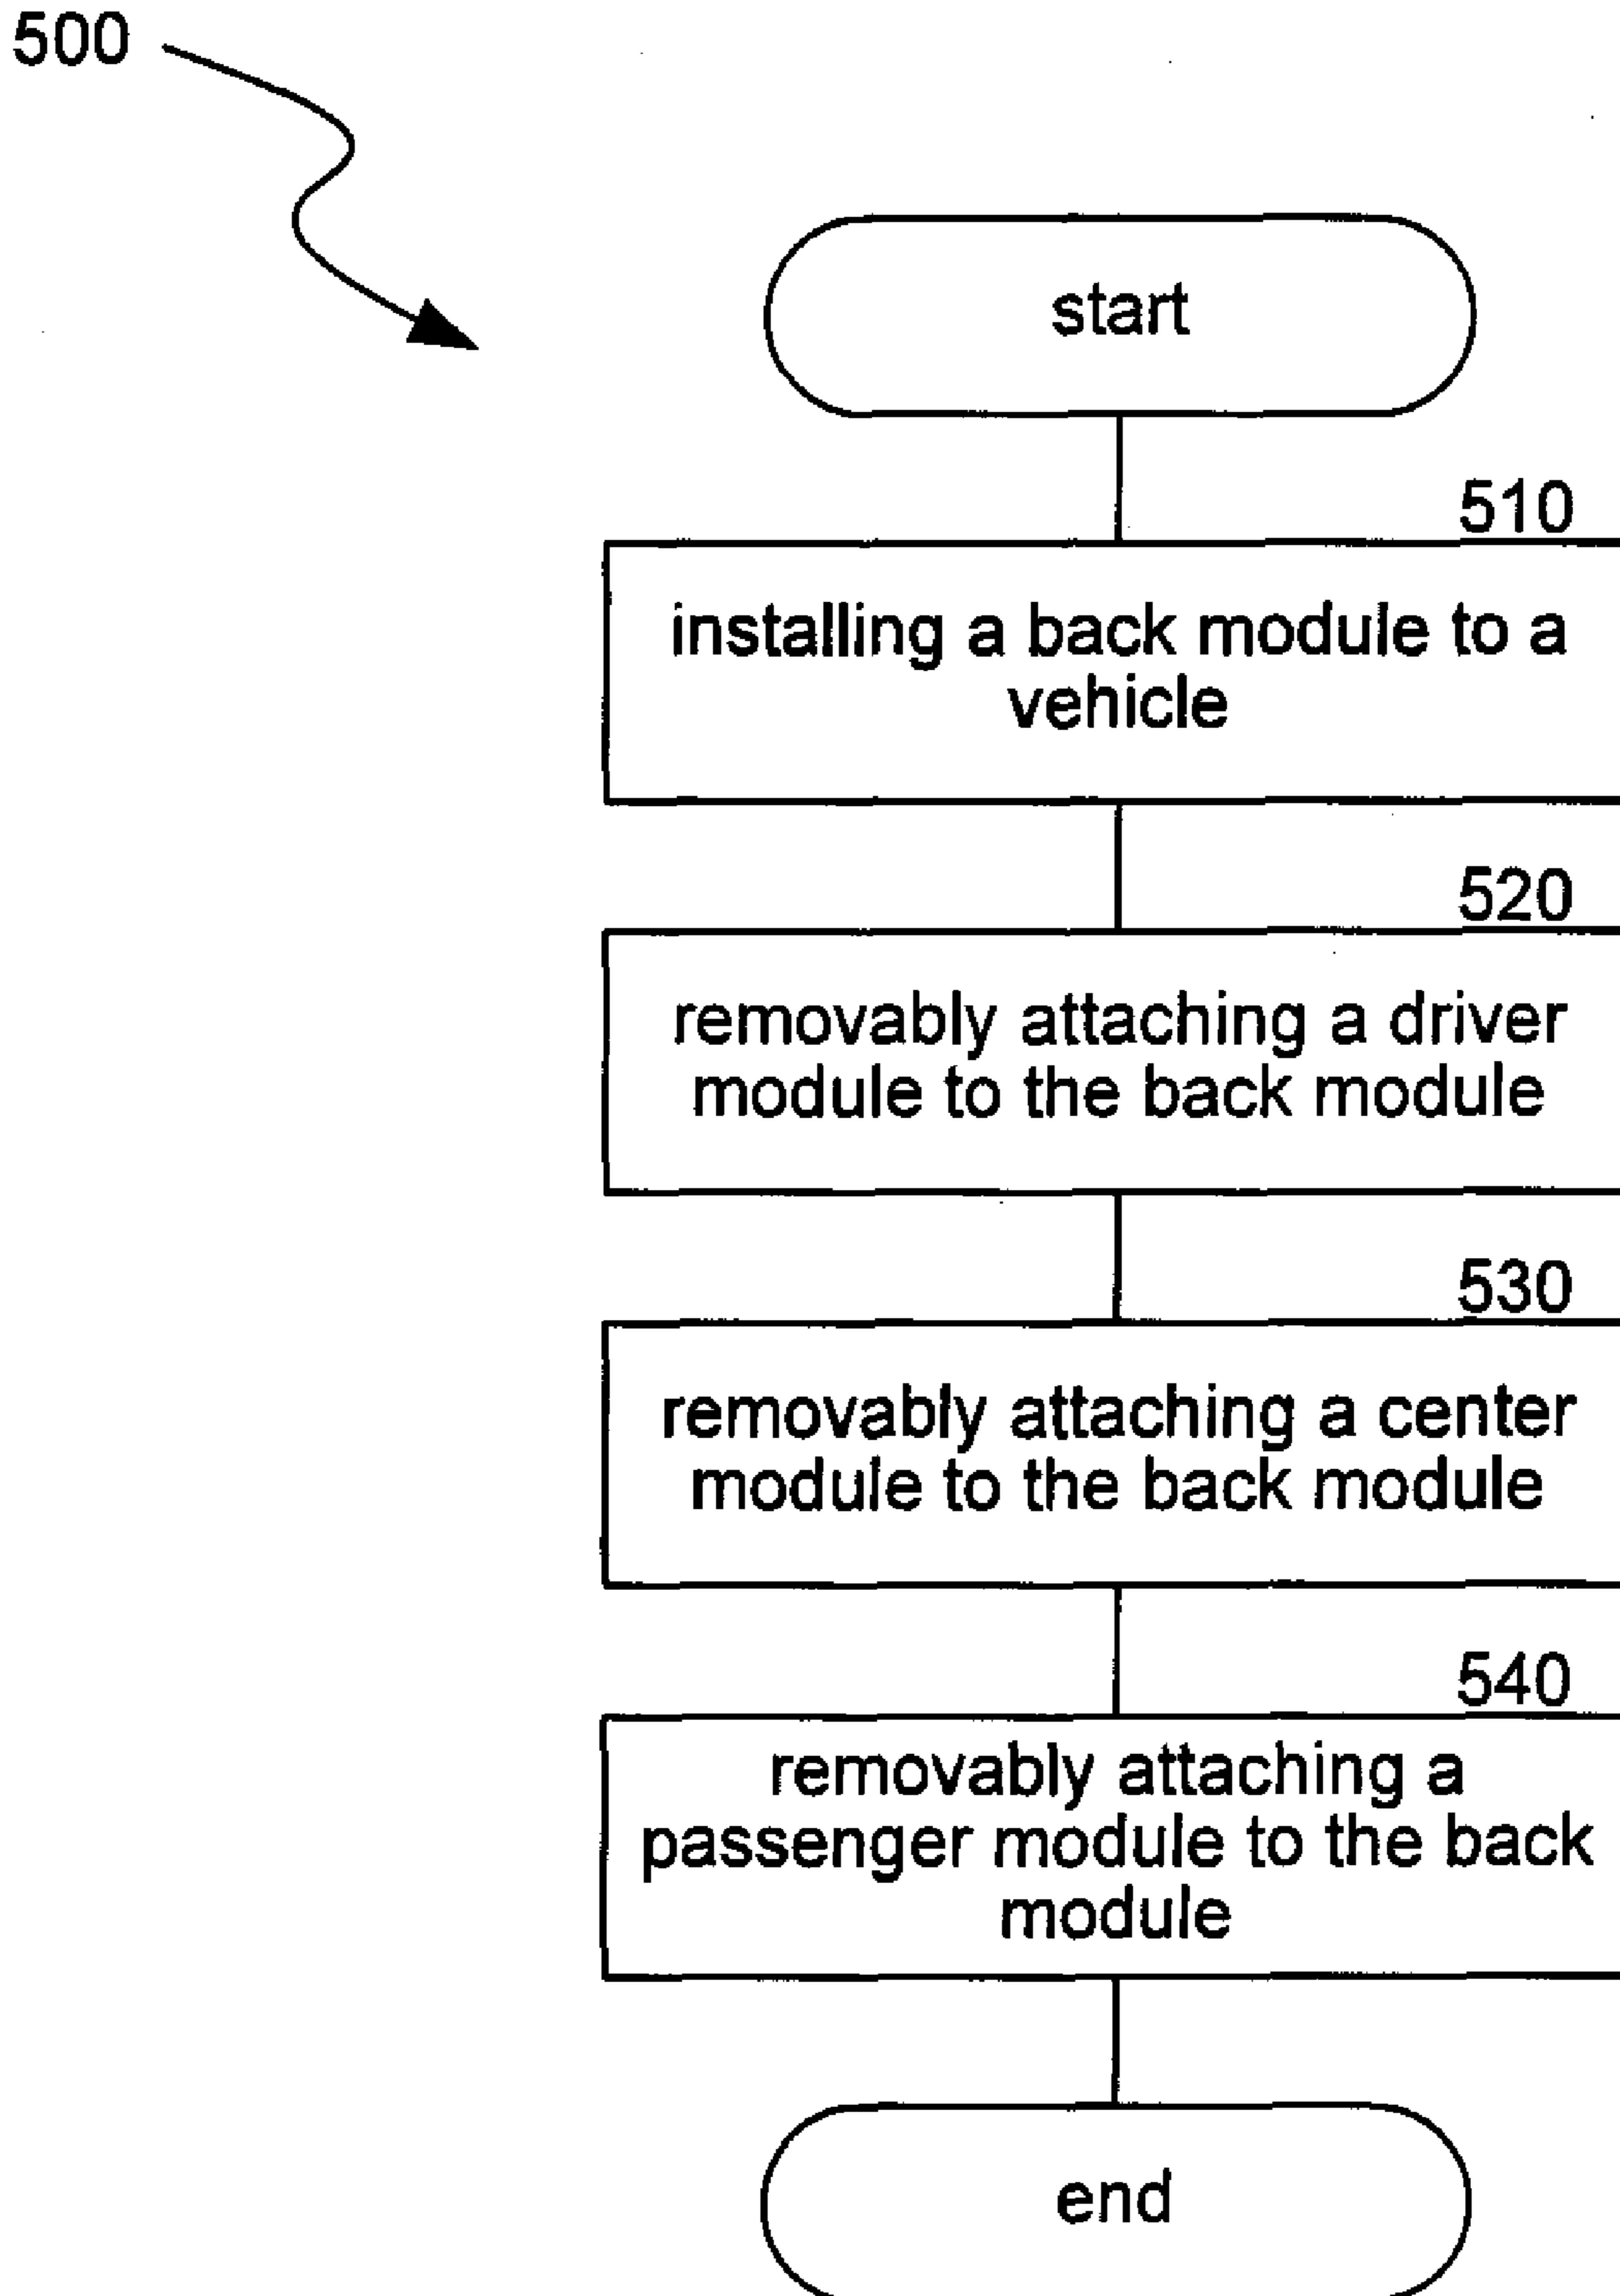 500
start
510
installing a back module to a
vehicle
520
removably attaching a driver
module to the back module
530
removably attaching a center
module to the back module
540
removably attaching a
passenger module to the back
module
end